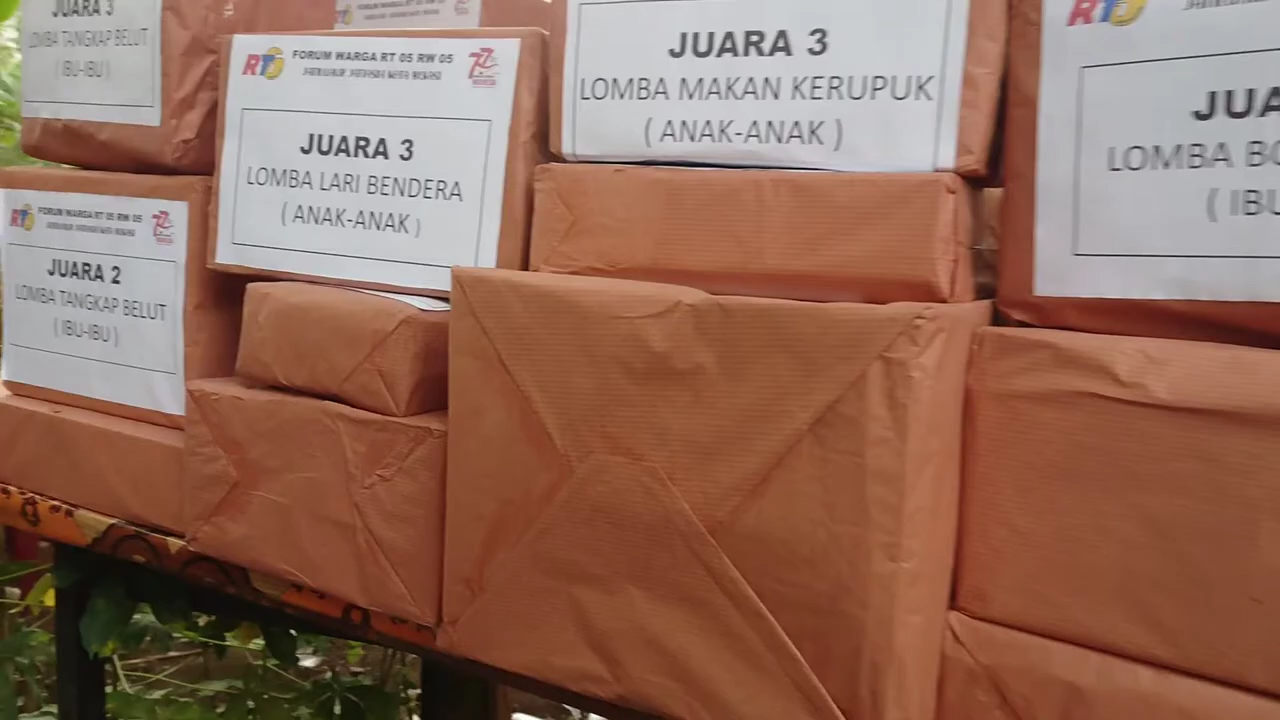 JUARA 3
LOMBA TANGKAP BELUT
( IBU-IBU )
RT
FORUM WARGA RT 05 RW 05
JUARA 3
LOMBA LARI BENDERA
( ANAK-ANAK )
JUARA 3
LOMBA MAKAN KERUPUK
( ANAK-ANAK )
RT
JUA
LOMBA BO
( IBU
RT
FORUM WARGA RT 05 RW 05
JUARA 2
LOMBA TANGKAP BELUT
( IBU-IBU )